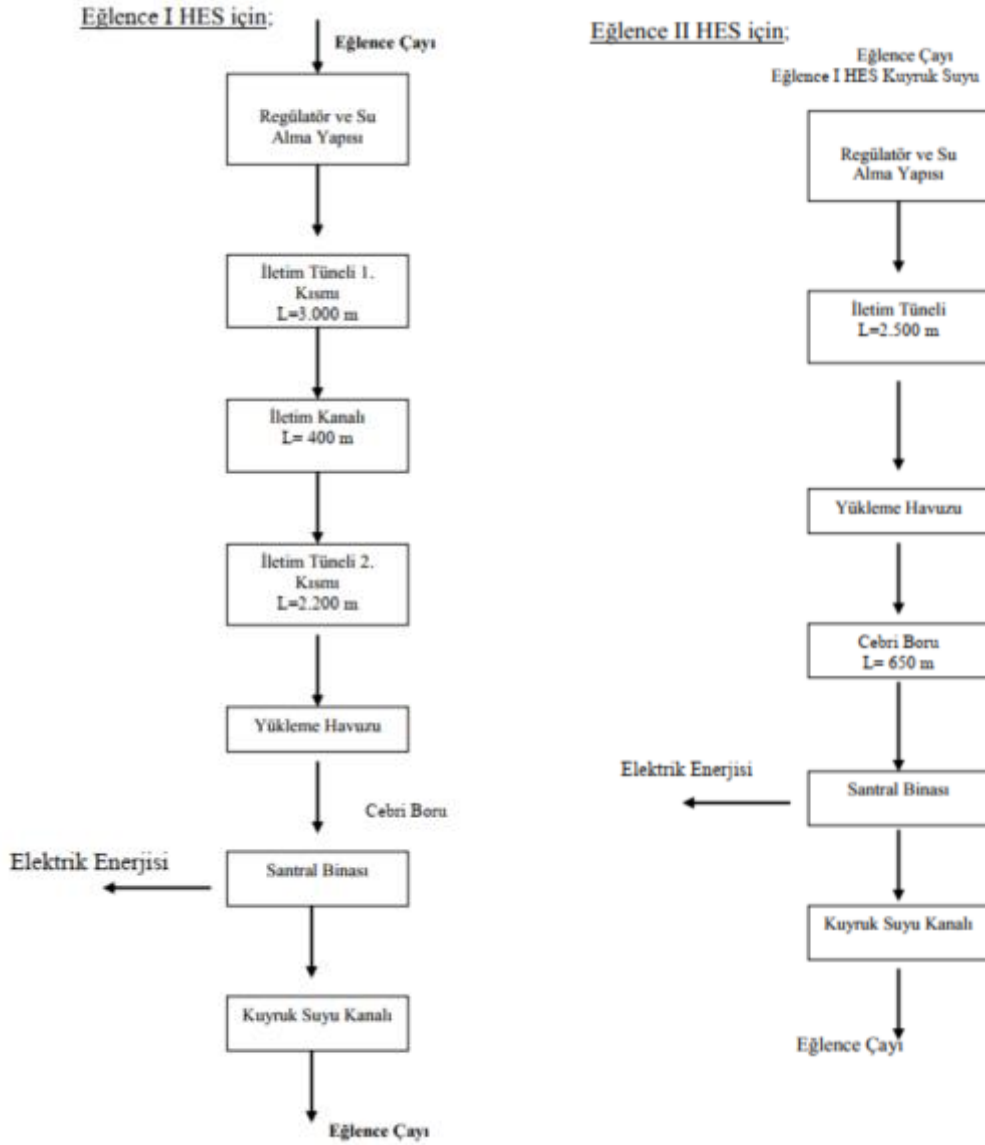 Eğlence I HES için;
Eğlence Çayı
Regülatör ve Su
Alma Yapısı
İletim Tüneli 1.
Kısmı
L=3.000 m
İletim Kanalı
L= 400 m
İletim Tüneli 2.
Kısmı
L=2.200 m
Yükleme Havuzu
Cebri Boru
Elektrik Enerjisi
Santral Binası
Kuyruk Suyu Kanalı
Eğlence Çayı
Eğlence II HES için;
Eğlence Çayı
Eğlence I HES Kuyruk Suyu
Regülatör ve Su
Alma Yapısı
İletim Tüneli
L=2.500 m
Yükleme Havuzu
Cebri Boru
L= 650 m
Elektrik Enerjisi
Santral Binası
Kuyruk Suyu Kanalı
Eğlence Çayı